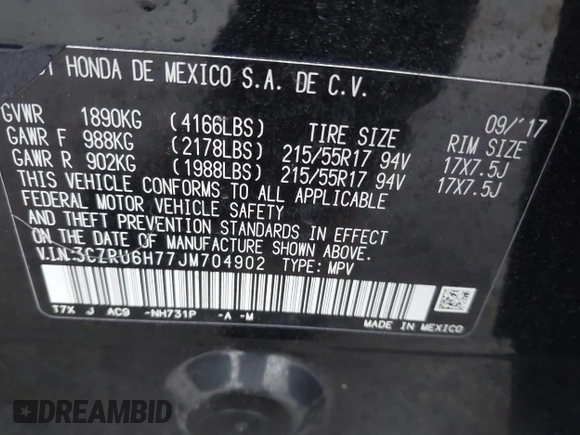 BY HONDA DE MEXICO S.A. DE C.V.
09/'17
GVWR 1890KG (4166LBS) TIRE SIZE RIM SIZE
GAWR F 988KG (2178LBS) 215/55R17 94V 17X7.5J
GAWR R 902KG (1988LBS) 215/55R17 94V 17X7.5J
THIS VEHICLE CONFORMS TO ALL APPLICABLE
FEDERAL MOTOR VEHICLE SAFETY
AND THEFT PREVENTION STANDARDS IN EFFECT
ON THE DATE OF MANUFACTURE SHOWN ABOVE.
V.I.N:3CZRU6H77JM704902 TYPE: MPV
T7X J AC9 -NH731P -A -M
MADE IN MEXICO
DREAMBID